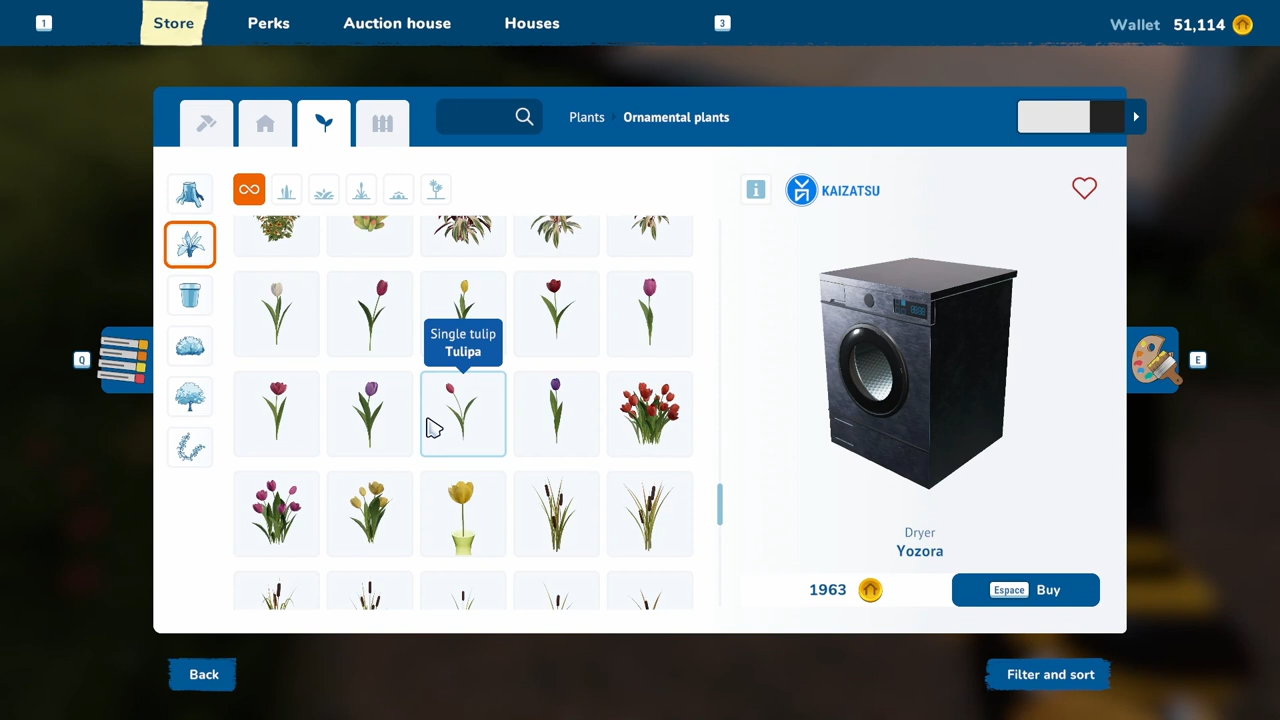 1
Store
Perks
Auction house
Houses
3
Wallet 51,114
Plants
Ornamental plants
KAIZATSU
Single tulip
Tulipa
Q
E
Dryer
Yozora
1963
Espace Buy
Back
Filter and sort